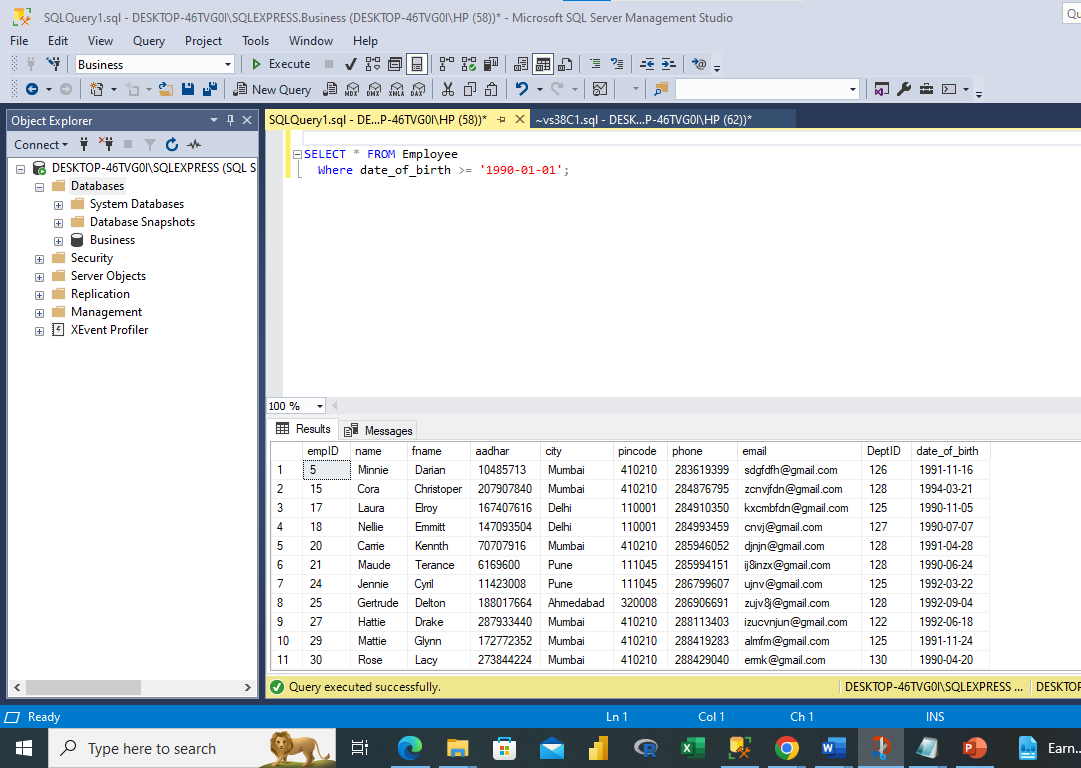 SQLQuery1.sql - DESKTOP-46TVG0I\SQLEXPRESS.Business (DESKTOP-46TVG0I\HP (58))* - Microsoft SQL Server Management Studio
Qu
File Edit View Query Project Tools Window Help
Business Execute
New Query MDX DMX XMLA DAX
Object Explorer
SQLQuery1.sql - DE...P-46TVG0I\HP (58))* ~vs38C1.sql - DESK...P-46TVG0I\HP (62))*
Connect
DESKTOP-46TVG0I\SQLEXPRESS (SQL S
Databases
System Databases
Database Snapshots
Business
Security
Server Objects
Replication
Management
XEvent Profiler
SELECT * FROM Employee
Where date_of_birth >= '1990-01-01';
100 %
Results Messages
empID name fname aadhar city pincode phone email DeptID date_of_birth
1 5 Minnie Darian 10485713 Mumbai 410210 283619399 sdgfdfh@gmail.com 126 1991-11-16
2 15 Cora Christoper 207907840 Mumbai 410210 284876795 zcnvjfdn@gmail.com 128 1994-03-21
3 17 Laura Elroy 167407616 Delhi 110001 284910350 kxcmbfdn@gmail.com 125 1990-11-05
4 18 Nellie Emmitt 147093504 Delhi 110001 284993459 cnvj@gmail.com 127 1990-07-07
5 20 Carrie Kennth 70707916 Mumbai 410210 285946052 djnjn@gmail.com 128 1991-04-28
6 21 Maude Terance 6169600 Pune 111045 285994151 ij8inzx@gmail.com 128 1990-06-24
7 24 Jennie Cyril 11423008 Pune 111045 286799607 ujnv@gmail.com 125 1992-03-22
8 25 Gertrude Delton 188017664 Ahmedabad 320008 286906691 zujv8j@gmail.com 128 1992-09-04
9 27 Hattie Drake 287933440 Mumbai 410210 288113403 izucvnjun@gmail.com 122 1992-06-18
10 29 Mattie Glynn 172772352 Mumbai 410210 288419283 almfm@gmail.com 125 1991-11-24
11 30 Rose Lacy 273844224 Mumbai 410210 288429040 emk@gmail.com 130 1990-04-20
Query executed successfully. DESKTOP-46TVG0I\SQLEXPRESS ... DESKTOP
Ready Ln 1 Col 1 Ch 1 INS
Type here to search Earn...